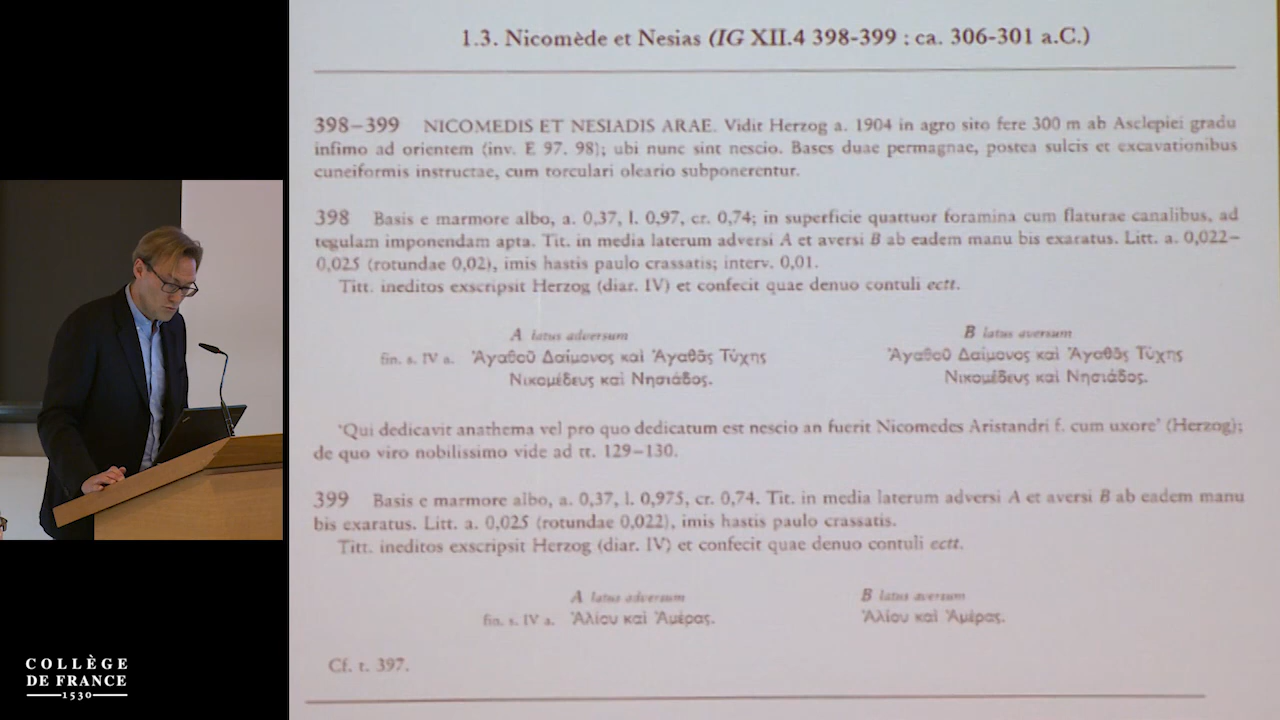 1.3. Nicomède et Nesias (IG XII.4 398-399 : ca. 306-301 a.C.)
398–399 NICOMEDIS ET NESIADIS ARAE. Vidit Herzog a. 1904 in agro sito fere 300 m ab Asclepiei gradu
infimo ad orientem (inv. E 97. 98); ubi nunc sint nescio. Bases duae permagnae, postea sulcis et excavationibus
cuneiformis instructae, cum torculari oleario subponerentur.
398 Basis e marmore albo, a. 0,37, l. 0,97, cr. 0,74; in superficie quattuor foramina cum flaturae canalibus, ad
tegulam imponendam apta. Tit. in media laterum adversi A et aversi B ab eadem manu bis exaratus. Litt. a. 0,022–
0,025 (rotundae 0,02), imis hastis paulo crassatis; interv. 0,01.
Titt. ineditos exscripsit Herzog (diar. IV) et confecit quae denuo contuli ectt.
A latus adversum
fin. s. IV a. Ἀγαθοῦ Δαίμονος καὶ Ἀγαθᾶς Τύχης
Νικομήδευς καὶ Νησιάδος.
B latus aversum
Ἀγαθοῦ Δαίμονος καὶ Ἀγαθᾶς Τύχης
Νικομήδευς καὶ Νησιάδος.
'Qui dedicavit anathema vel pro quo dedicatum est nescio an fuerit Nicomedes Aristandri f. cum uxore' (Herzog);
de quo viro nobilissimo vide ad tt. 129–130.
399 Basis e marmore albo, a. 0,37, l. 0,975, cr. 0,74. Tit. in media laterum adversi A et aversi B ab eadem manu
bis exaratus. Litt. a. 0,025 (rotundae 0,022), imis hastis paulo crassatis.
Titt. ineditos exscripsit Herzog (diar. IV) et confecit quae denuo contuli ectt.
A latus adversum
fin. s. IV a. Ἁλίου καὶ Ἁμέρας.
B latus aversum
Ἁλίου καὶ Ἁμέρας.
Cf. t. 397.
COLLÈGE
DE FRANCE
1530